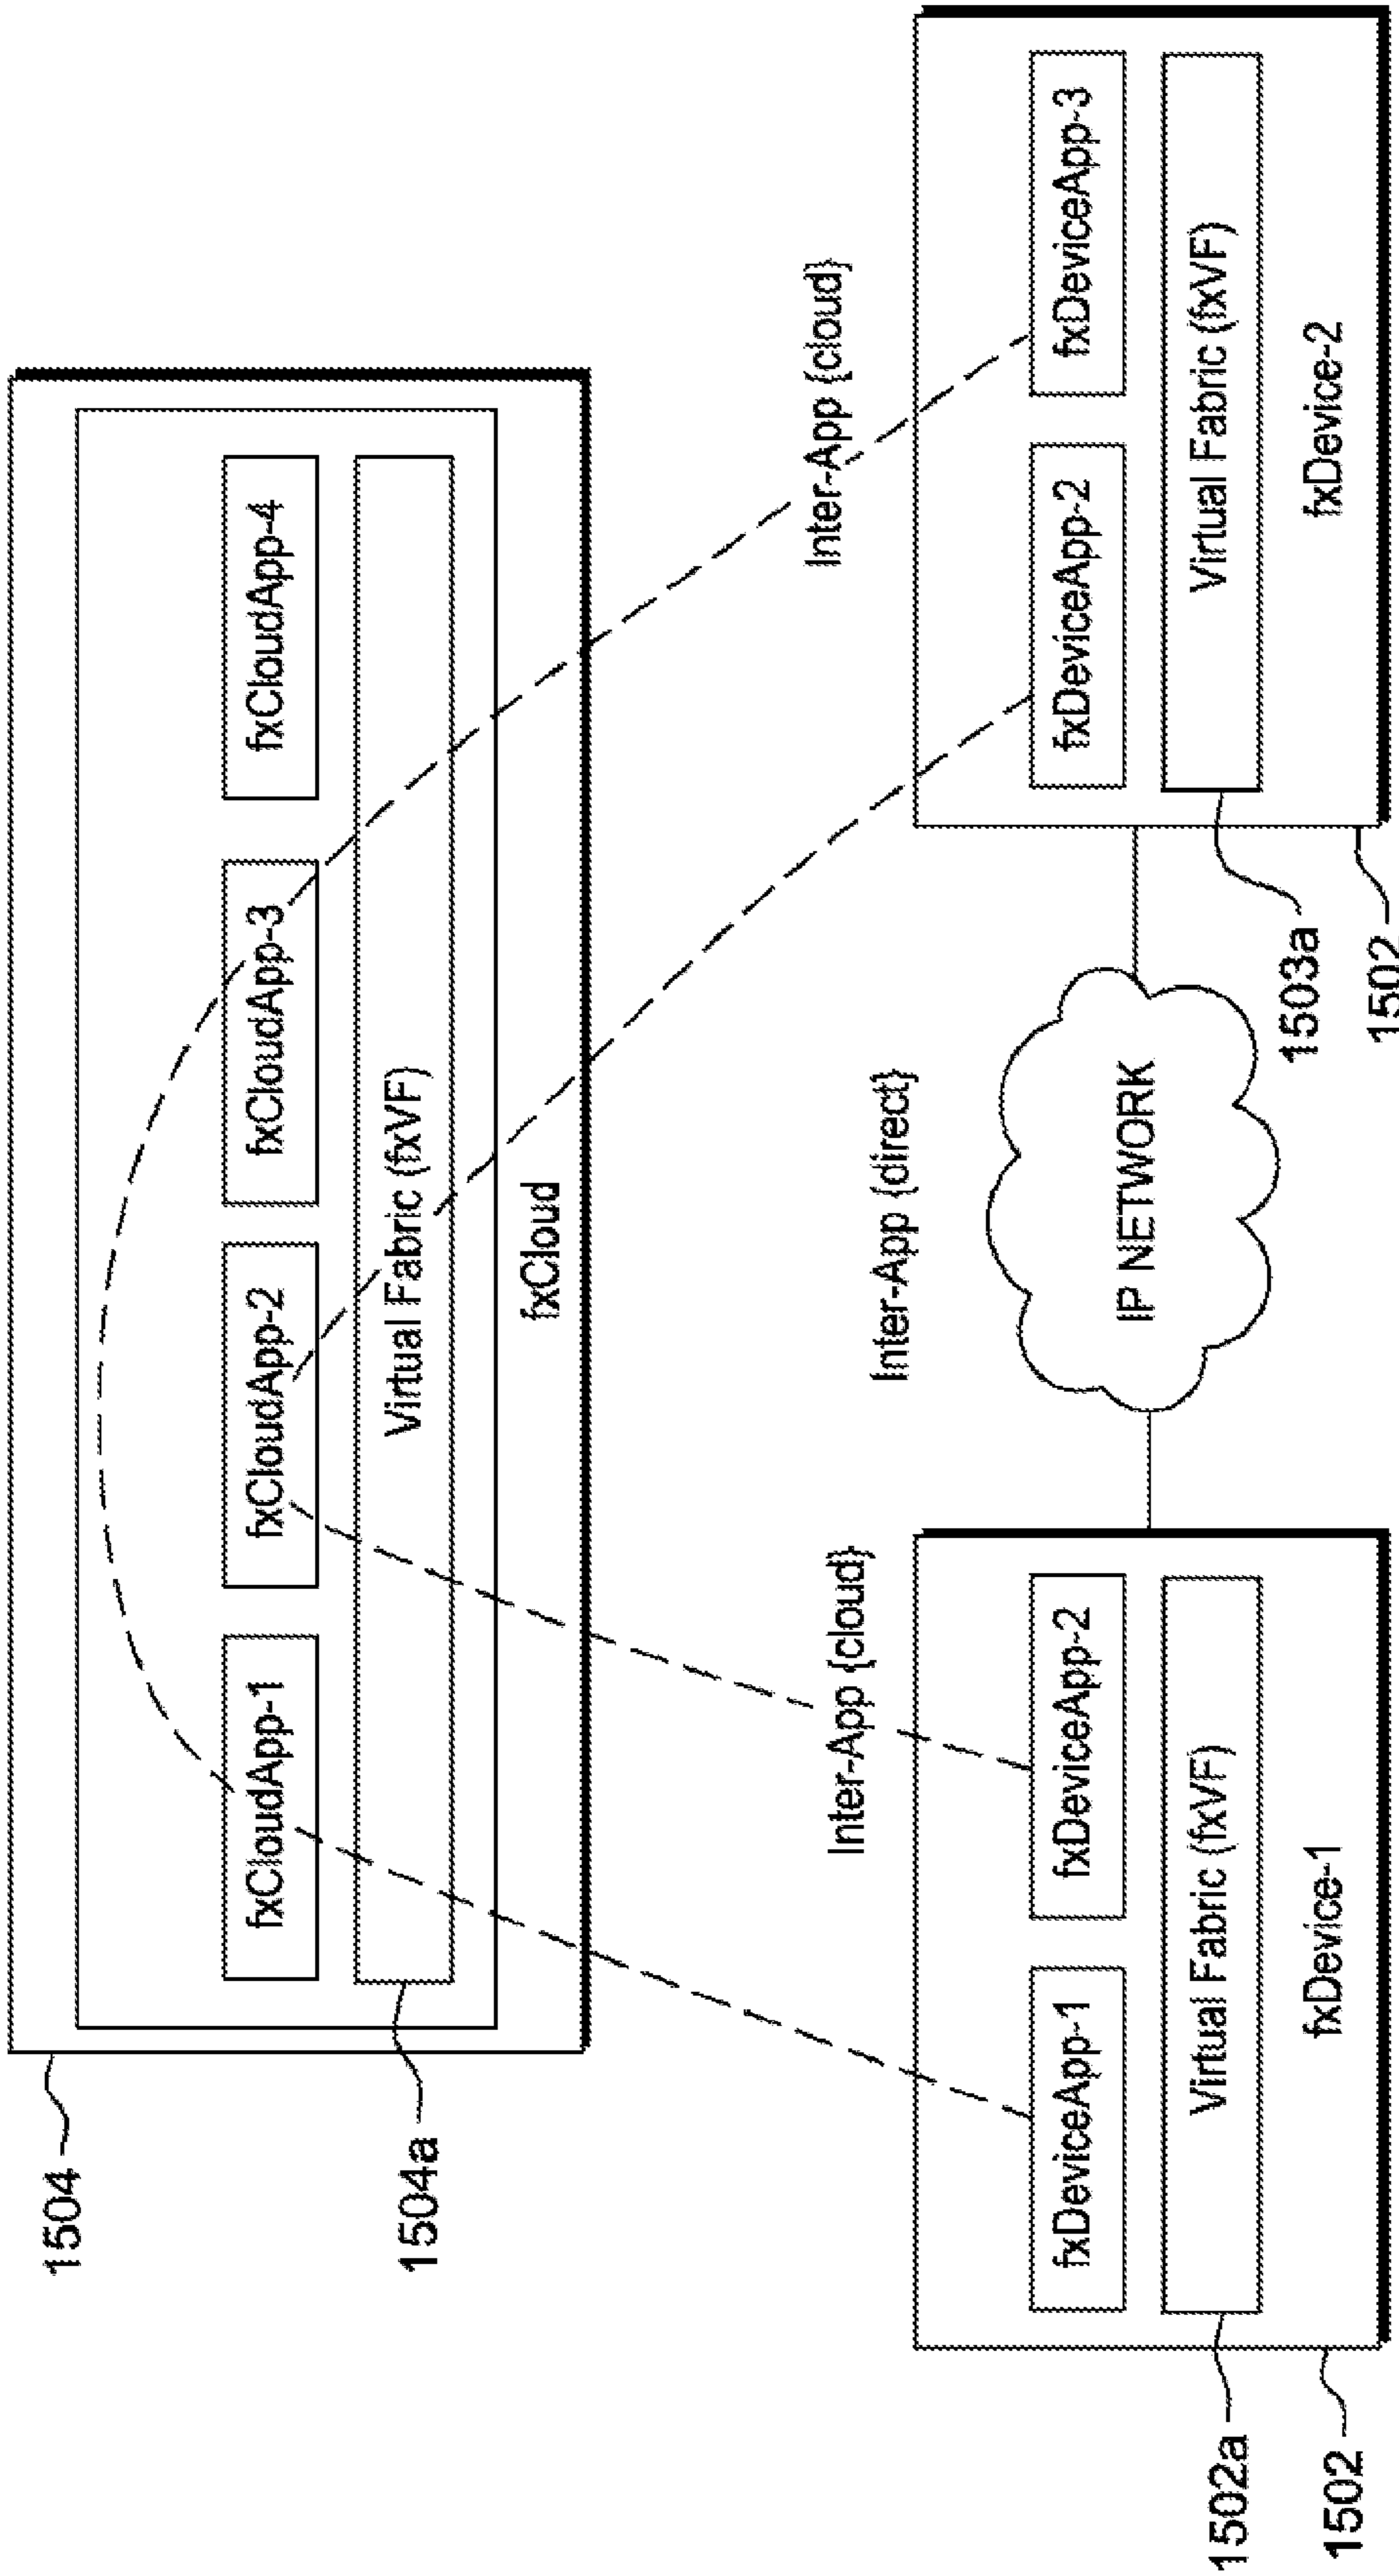 1504
fxCloudApp-1
fxCloudApp-2
fxCloudApp-3
fxCloudApp-4
1504a
Virtual Fabric (fxVF)
fxCloud
Inter-App {cloud}
Inter-App {direct}
Inter-App {cloud}
fxDeviceApp-1
fxDeviceApp-2
IP NETWORK
fxDeviceApp-2
fxDeviceApp-3
1502a
Virtual Fabric (fxVF)
1503a
Virtual Fabric (fxVF)
1502
fxDevice-1
1502
fxDevice-2